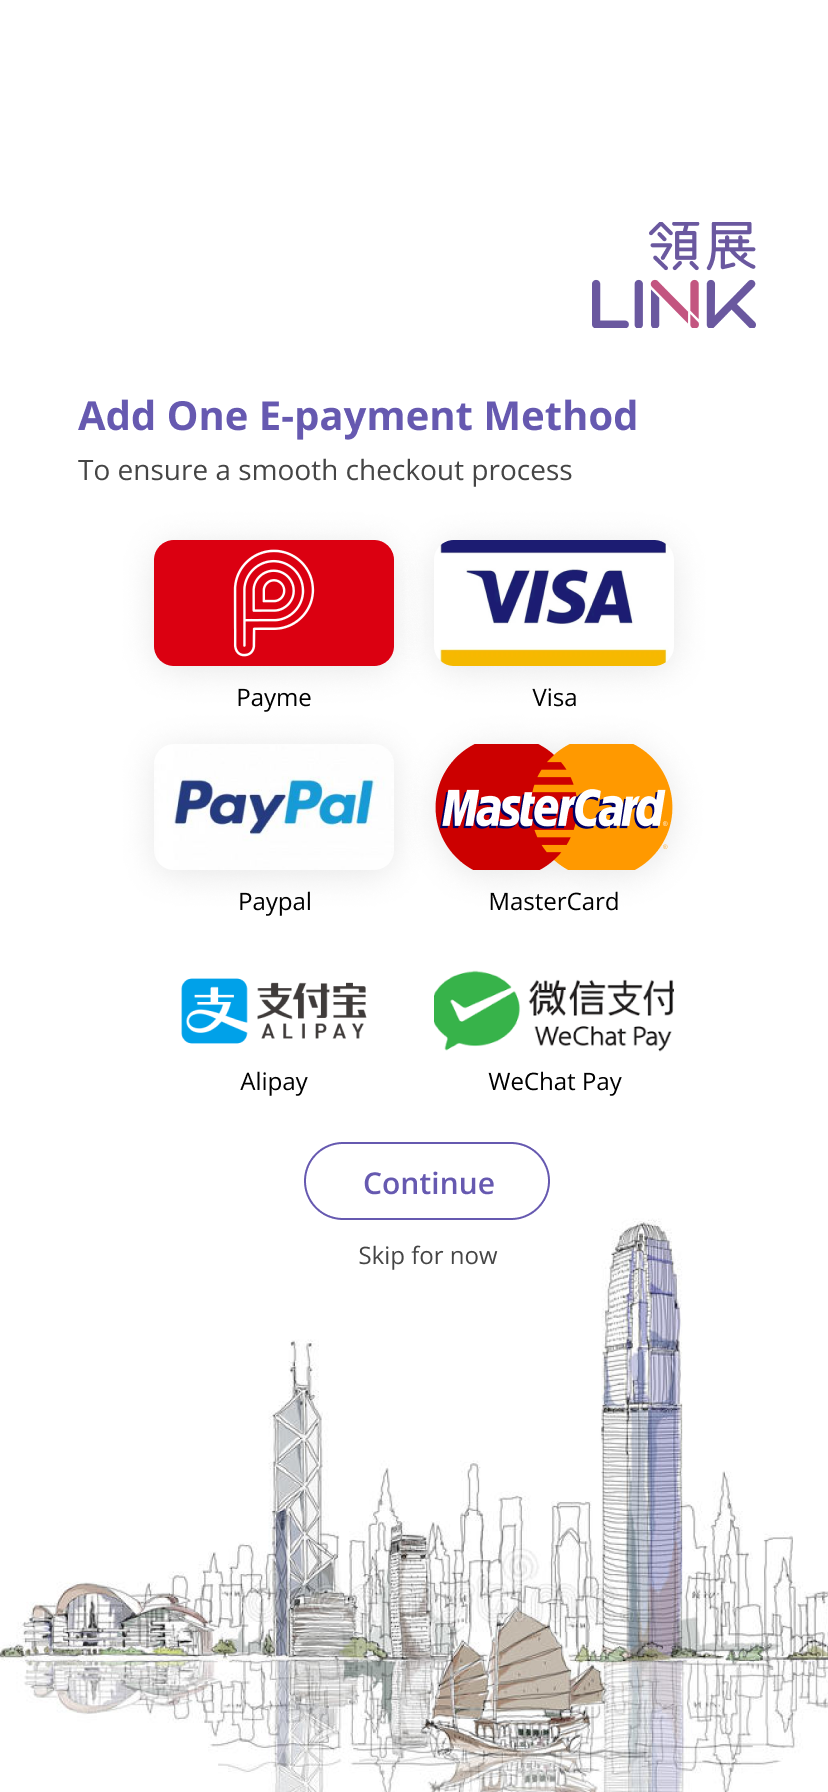 領展
LINK
Add One E-payment Method
To ensure a smooth checkout process
VISA
Payme
Visa
PayPal
MasterCard
Paypal
MasterCard
支付宝
ALIPAY
微信支付
WeChat Pay
Alipay
WeChat Pay
Continue
Skip for now